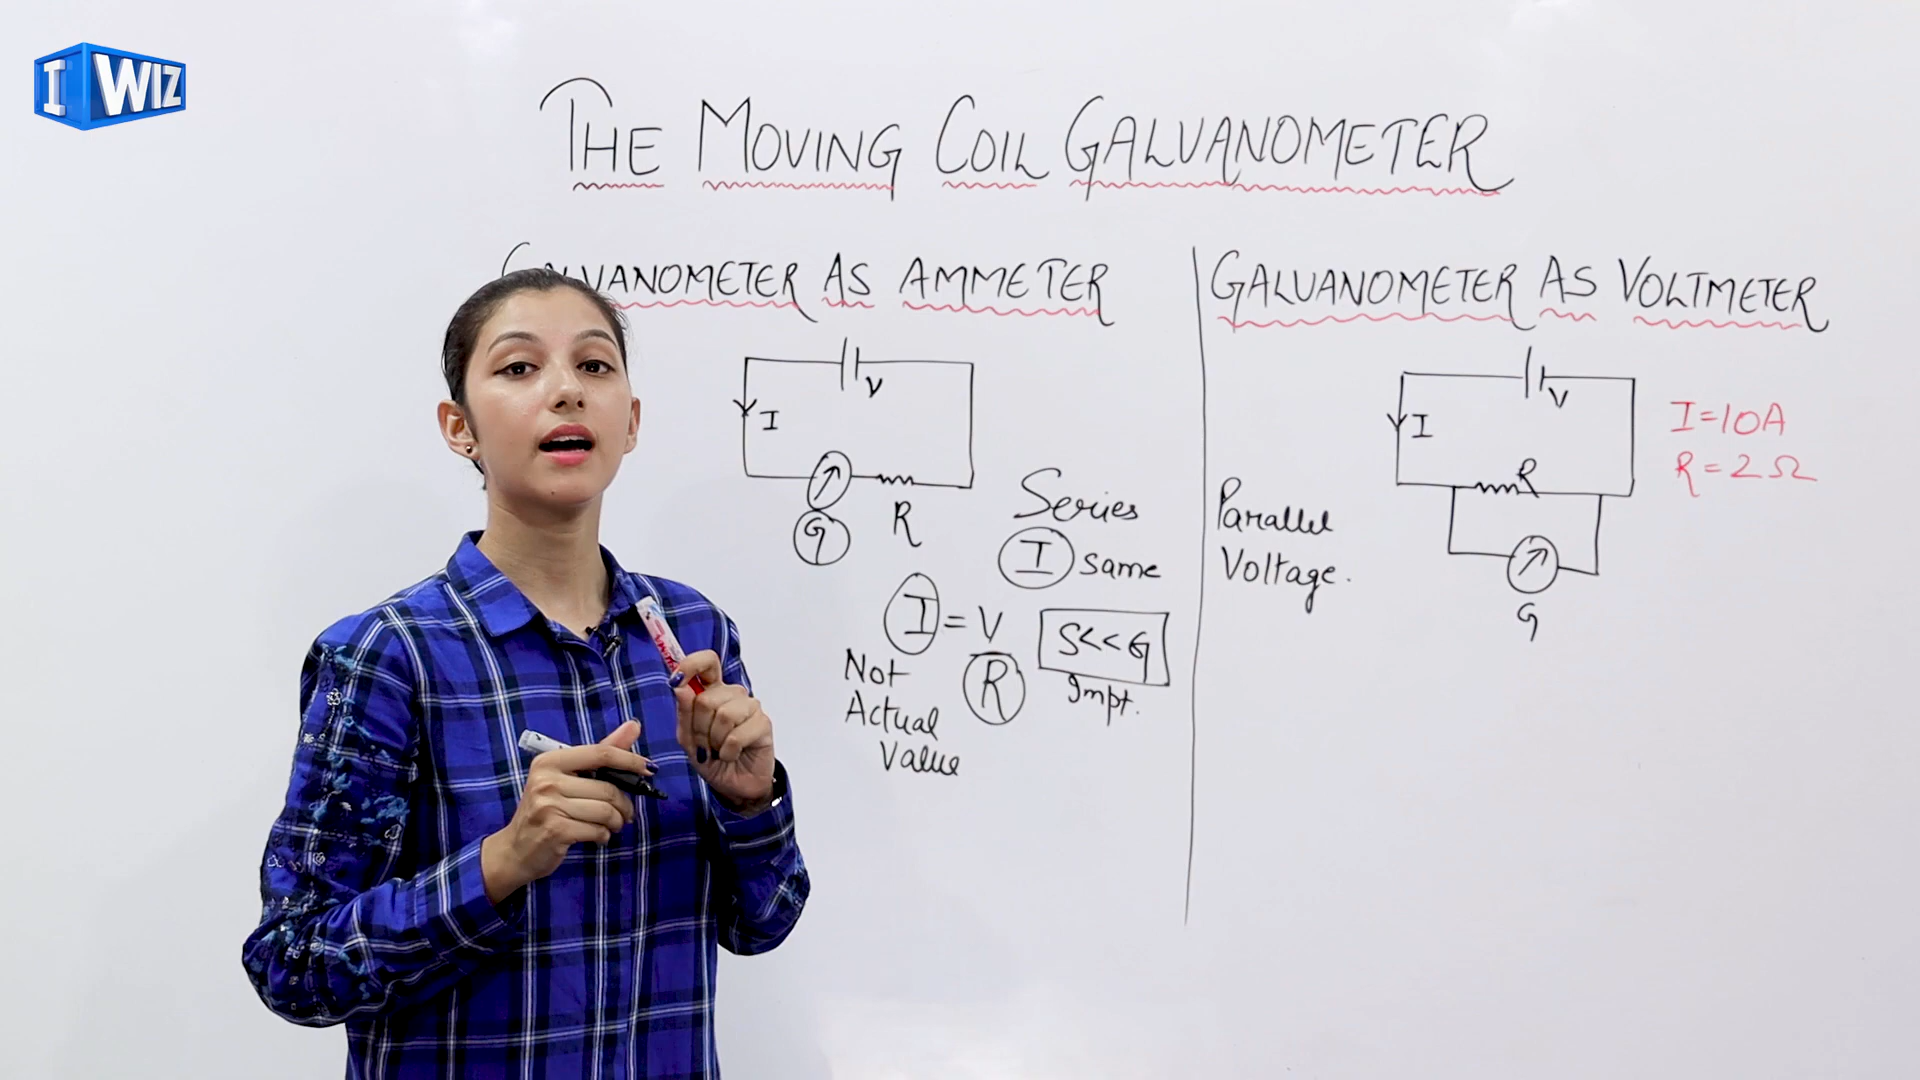 I WIZ
THE MOVING COIL GALVANOMETER
GALVANOMETER AS AMMETER
V
I
G
R
Series
I same
I = V
R
Not
Actual
Value
S<<G
Impt.
GALVANOMETER AS VOLTMETER
V
I
R
G
I=10A
R=2Ω
Parallel
Voltage.